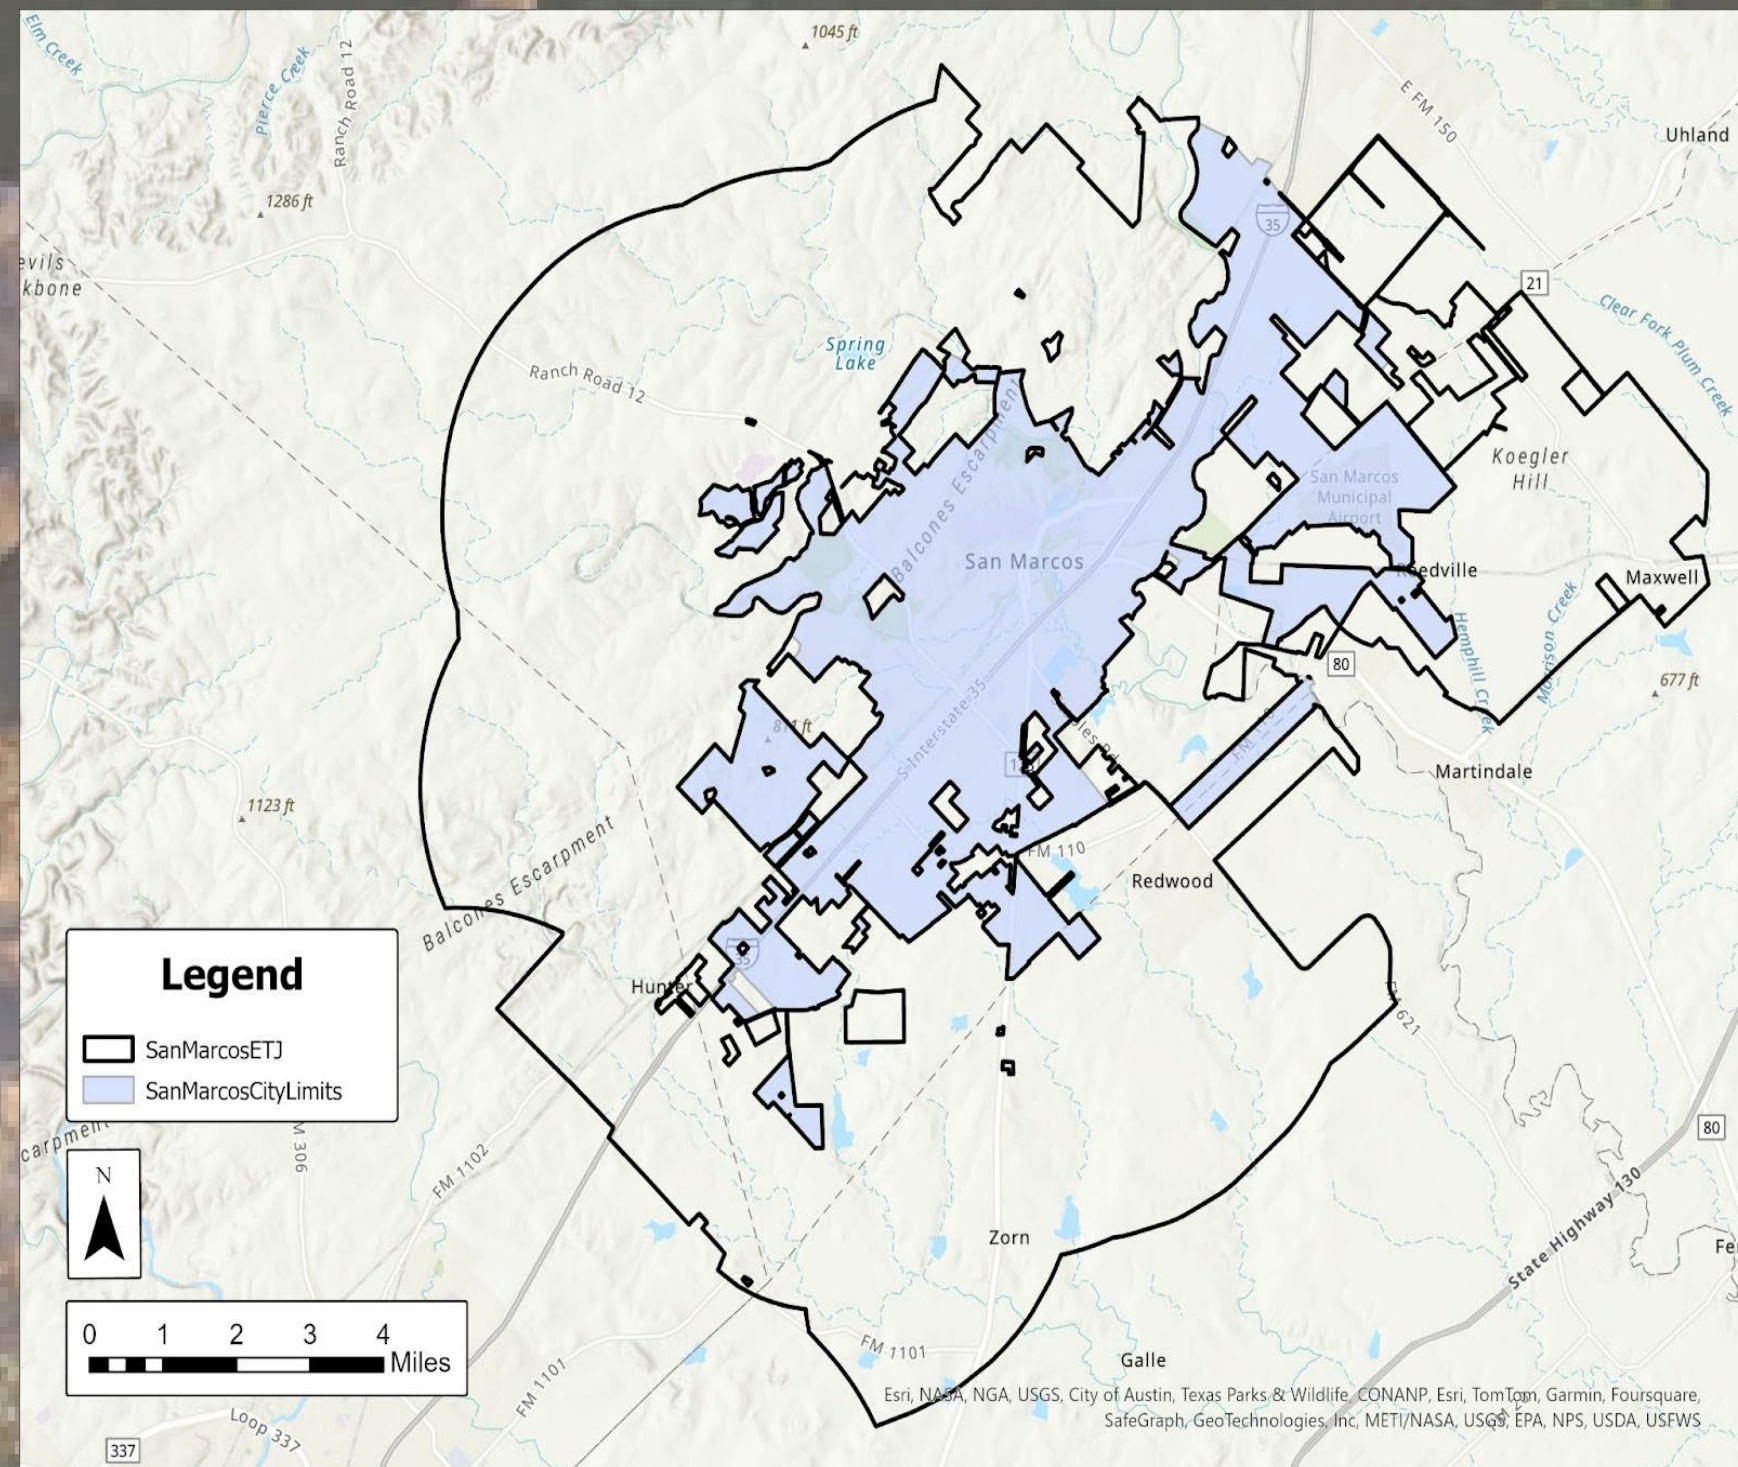 Elm Creek
Pierce Creek
Ranch Road 12
1045 ft
E FM 150
Uhland
1286 ft
35
evils
kbone
21
Clear Fork Plum Creek
Spring
Lake
Ranch Road 12
Balcones Escarpment
San Marcos
Municipal
Airport
Koegler
Hill
San Marcos
Maxwell
Hemphill Creek
Morrison Creek
80
677 ft
S Interstate 35
Martindale
1123 ft
Balcones Escarpment
FM 110
Redwood
Hunter
35
FM 621
Legend
SanMarcosETJ
SanMarcosCityLimits
carpment
M 306
FM 1102
80
N
Zorn
State Highway 130
Fe
0 1 2 3 4
Miles
FM 1101
FM 1101
Galle
Esri, NASA, NGA, USGS, City of Austin, Texas Parks & Wildlife, CONANP, Esri, TomTom, Garmin, Foursquare,
SafeGraph, GeoTechnologies, Inc, METI/NASA, USGS, EPA, NPS, USDA, USFWS
337
Loop 337